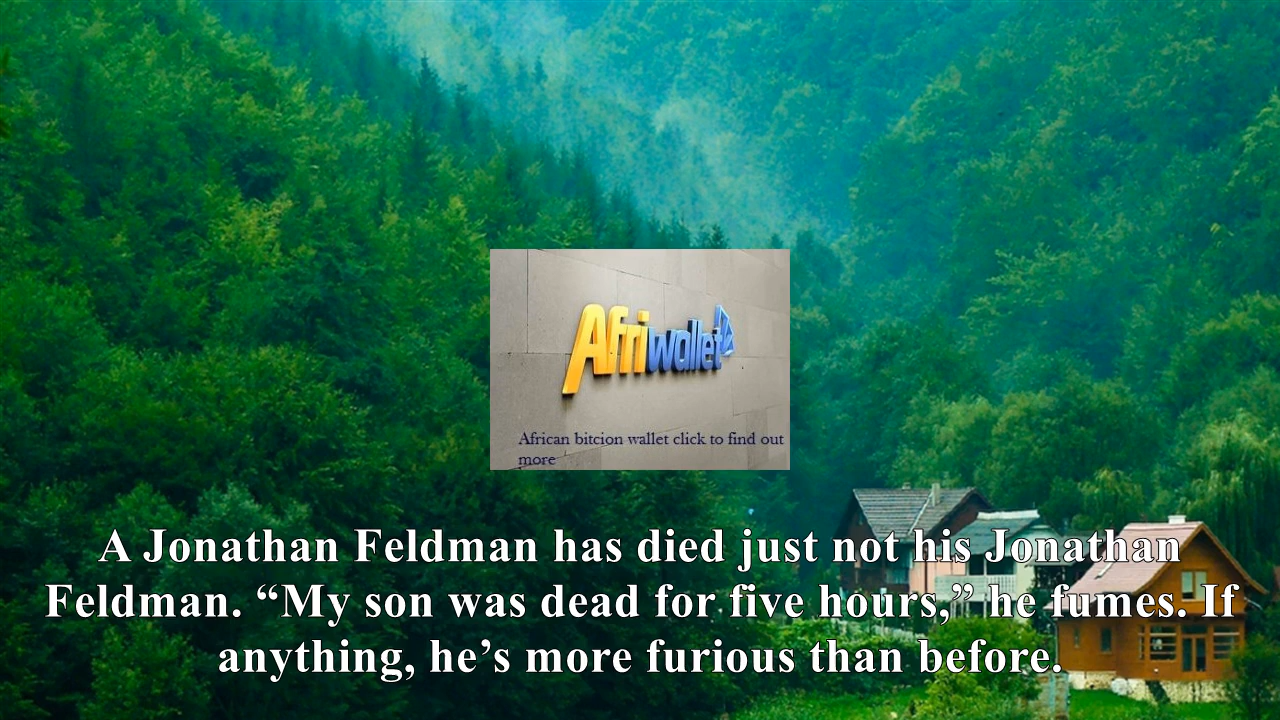 Afriwallet
African bitcion wallet click to find out
more
A Jonathan Feldman has died just not his Jonathan
Feldman. “My son was dead for five hours,” he fumes. If
anything, he’s more furious than before.